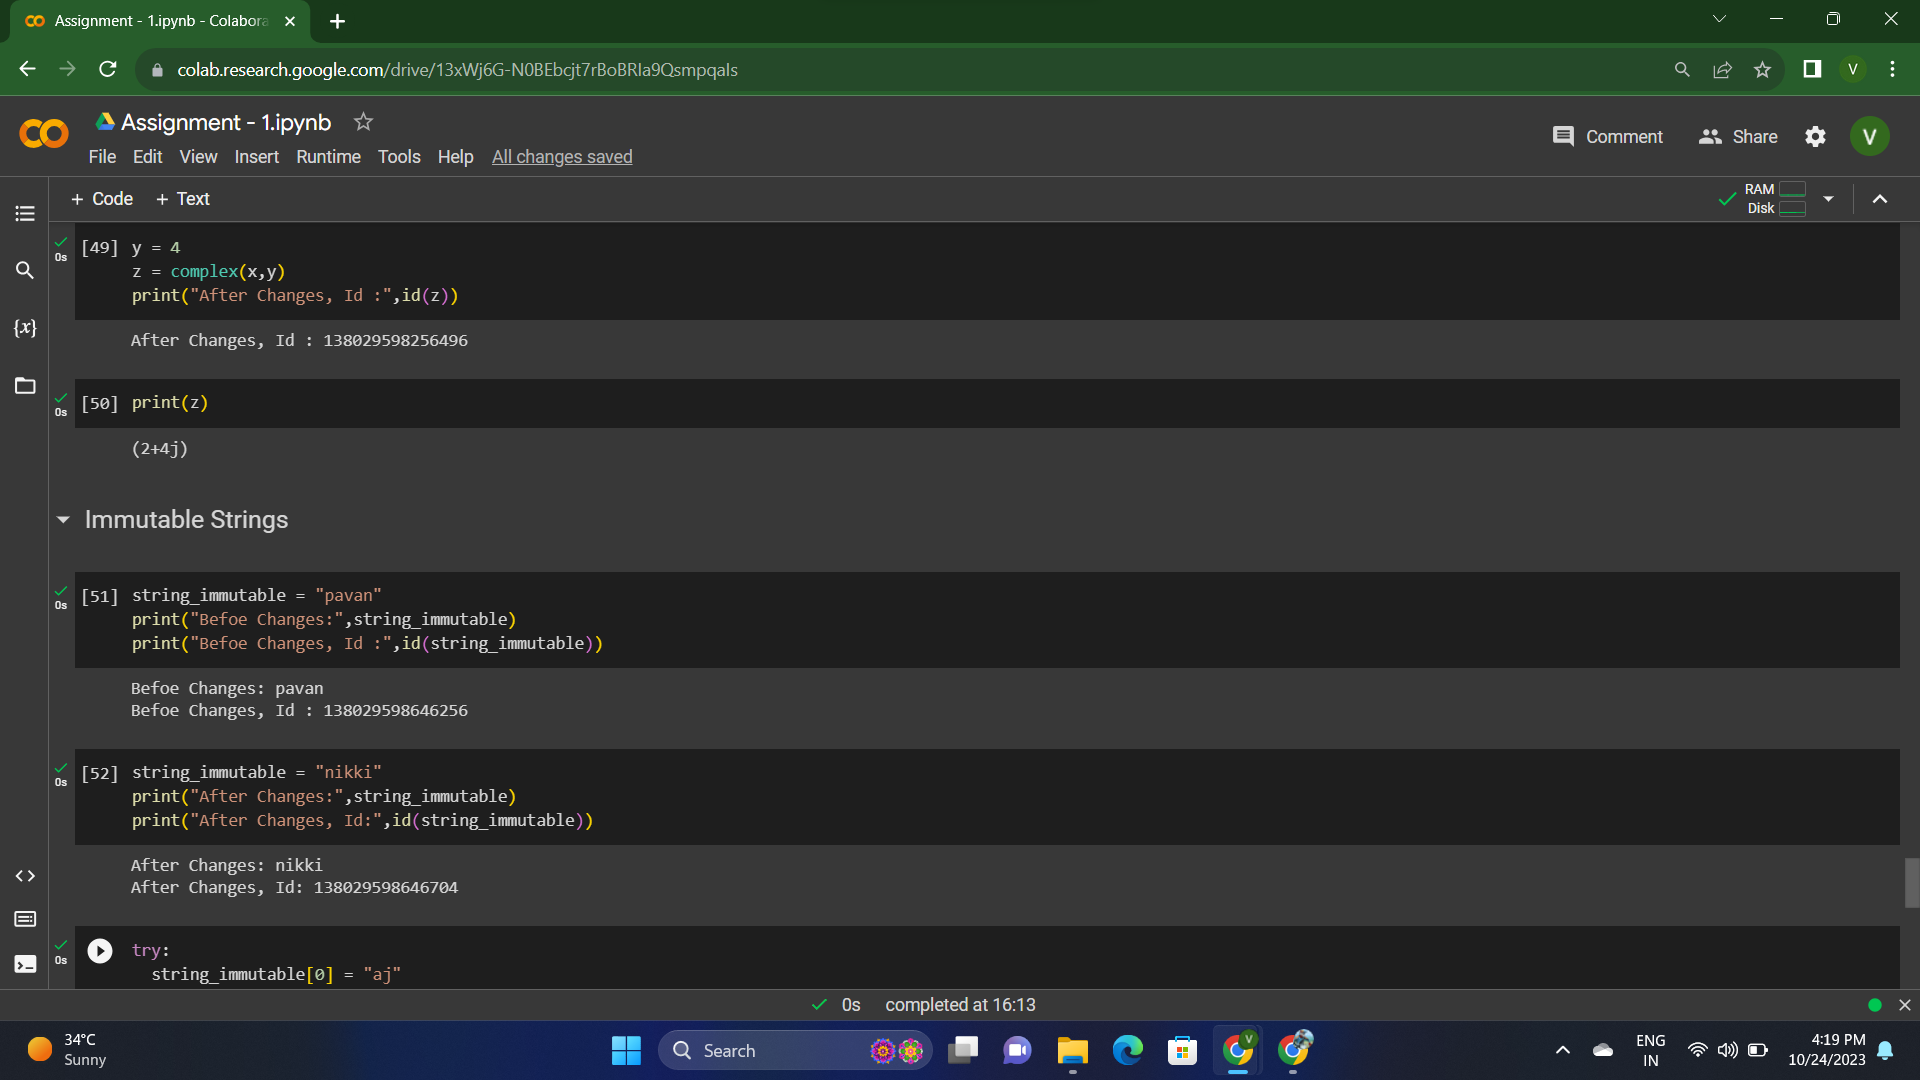 Assignment - 1.ipynb - Colabora
colab.research.google.com/drive/13xWj6G-N0BEbcjt7rBoBRIa9Qsmpqals
V
Assignment - 1.ipynb
Comment
Share
V
File Edit View Insert Runtime Tools Help All changes saved
+ Code + Text
RAM
Disk
0s
[49] y = 4
z = complex(x,y)
print("After Changes, Id :",id(z))
After Changes, Id : 138029598256496
0s
[50] print(z)
(2+4j)
Immutable Strings
0s
[51] string_immutable = "pavan"
print("Befoe Changes:",string_immutable)
print("Befoe Changes, Id :",id(string_immutable))
Befoe Changes: pavan
Befoe Changes, Id : 138029598646256
0s
[52] string_immutable = "nikki"
print("After Changes:",string_immutable)
print("After Changes, Id:",id(string_immutable))
After Changes: nikki
After Changes, Id: 138029598646704
0s
try:
string_immutable[0] = "aj"
0s completed at 16:13
34°C
Sunny
Search
V
ENG
IN
4:19 PM
10/24/2023